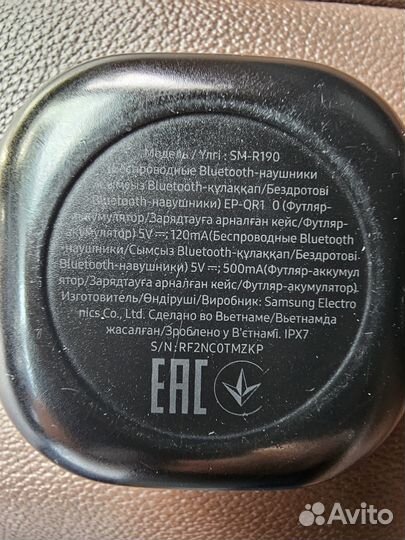 Модель / Үлгі : SM-R190
(Беспроводные Bluetooth-наушники
/Сымсыз Bluetooth-құлаққап/Бездротові
Bluetooth-навушники) EP-QR1 0 (Футляр-
аккумулятор/Зарядтауға арналған кейс/Футляр-
акумулятор) 5V⎓;120mA(Беспроводные Bluetooth
-наушники/Сымсыз Bluetooth-құлаққап/Бездротові
Bluetooth-навушники) 5V⎓; 500mA(Футляр-аккумул
ятор/Зарядтауға арналған кейс/Футляр-акумулятор).
Изготовитель/Өндіруші/Виробник: Samsung Electro
nics Co., Ltd. Сделано во Вьетнаме/Вьетнамда
жасалған/Зроблено у В'єтнамі. IPX7
S/N:RF2NC0TMZKP
EAC
Avito